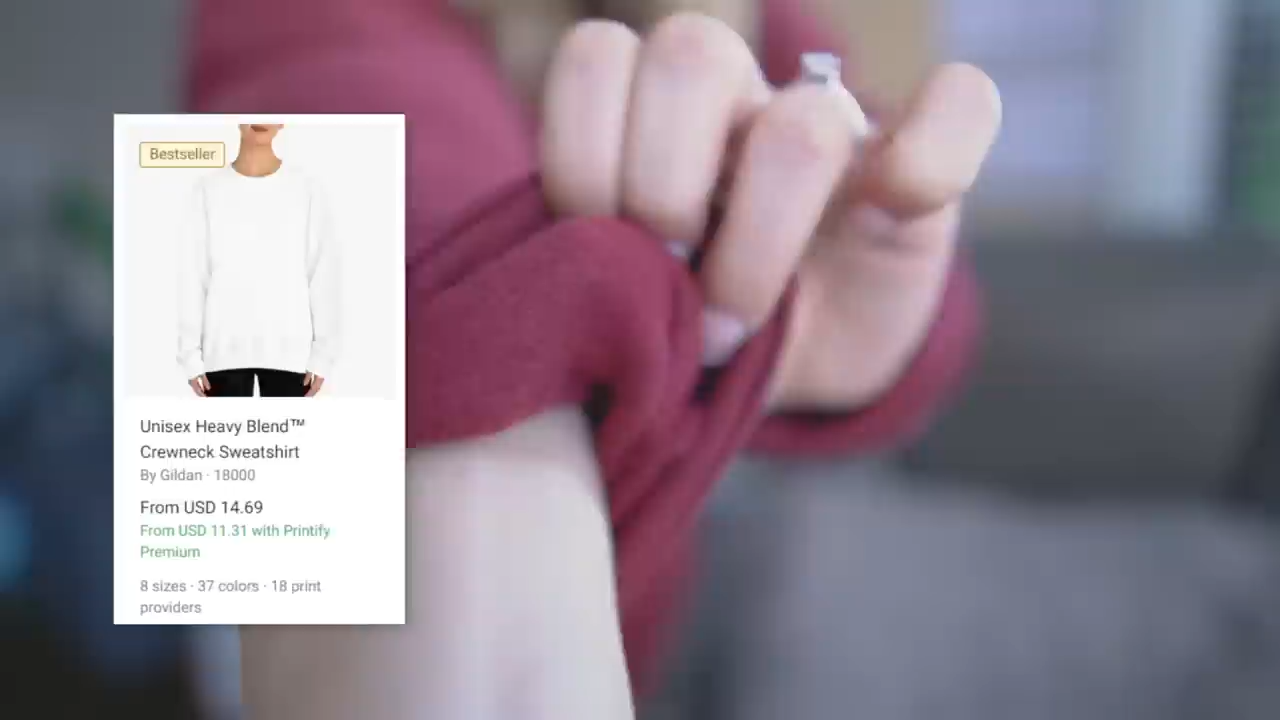 Bestseller
Unisex Heavy Blend™
Crewneck Sweatshirt
By Gildan · 18000
From USD 14.69
From USD 11.31 with Printify
Premium
8 sizes · 37 colors · 18 print
providers